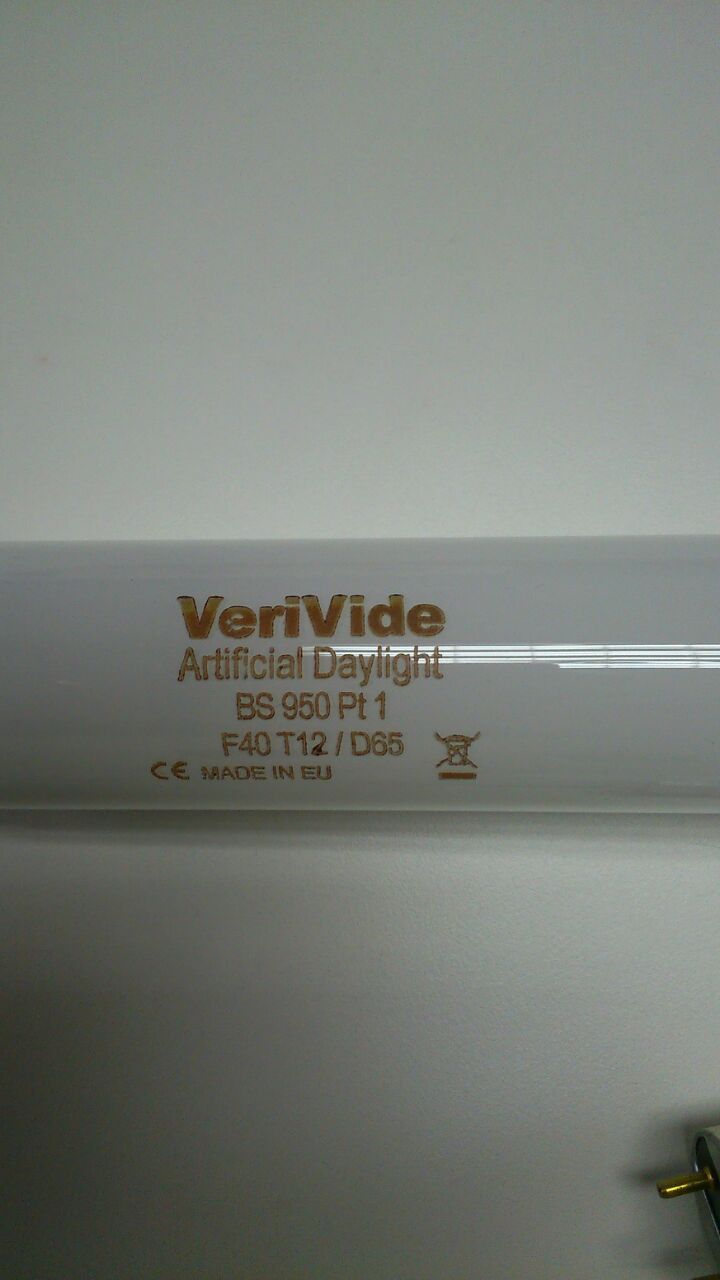 VeriVide
Artificial Daylight
BS 950 Pt 1
F40 T12 / D65
CE MADE IN EU